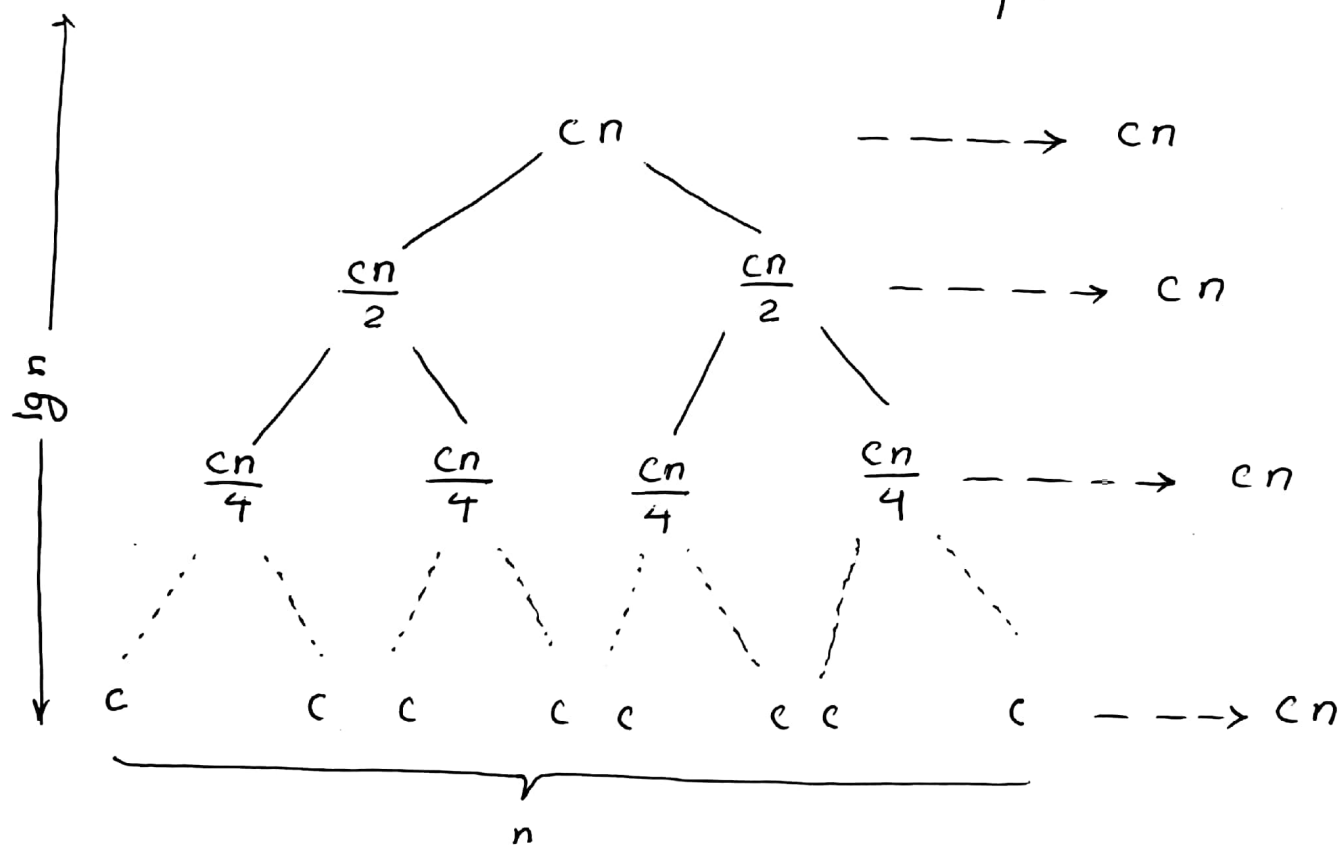 cn - - - -> cn
cn/2 cn/2 - - - -> cn
lg n
cn/4 cn/4 cn/4 cn/4 - - - -> cn
c c c c c c c c - - -> cn
n